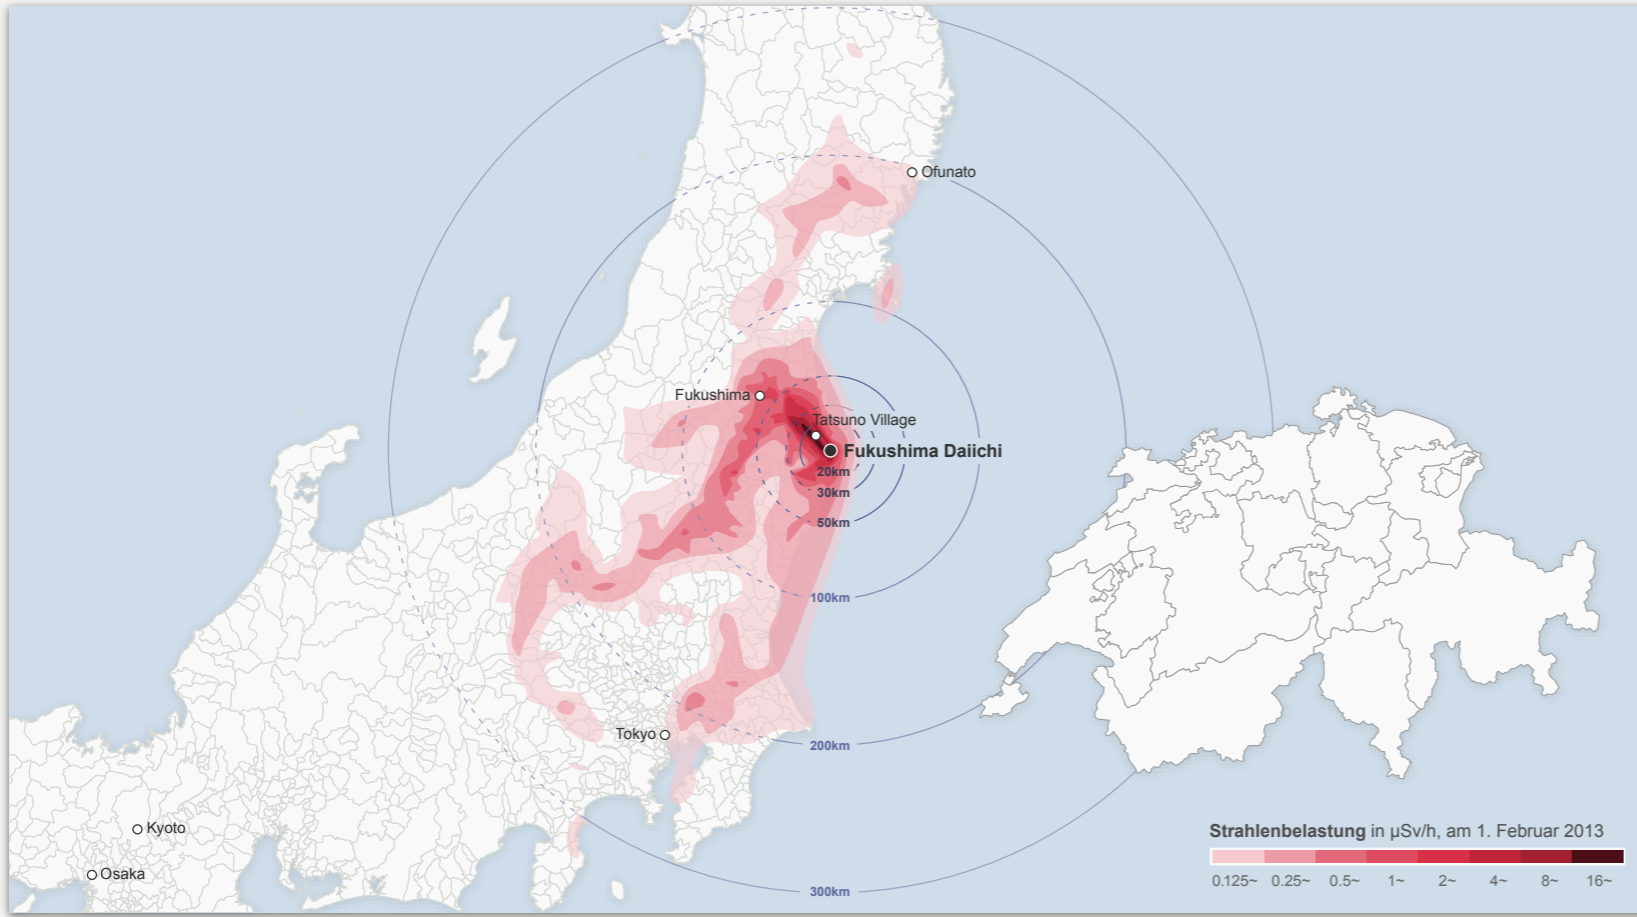 Ofunato
Fukushima
Tatsuno Village
Fukushima Daiichi
20km
30km
50km
100km
Tokyo
200km
Kyoto
Osaka
300km
Strahlenbelastung in µSv/h, am 1. Februar 2013
0.125~ 0.25~ 0.5~ 1~ 2~ 4~ 8~ 16~